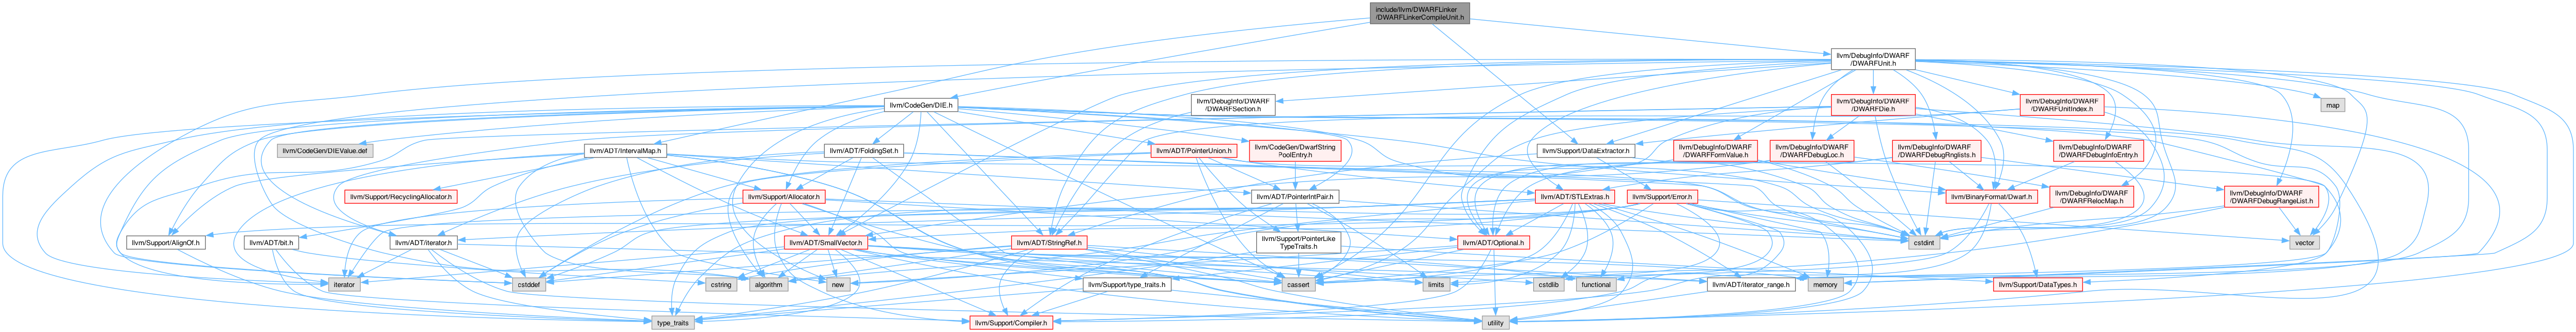 include/llvm/DWARFLinker
/DWARFLinkerCompileUnit.h
llvm/DebugInfo/DWARF
/DWARFUnit.h
llvm/CodeGen/DIE.h
llvm/DebugInfo/DWARF
/DWARFSection.h
llvm/DebugInfo/DWARF
/DWARFDie.h
llvm/DebugInfo/DWARF
/DWARFUnitIndex.h
map
llvm/CodeGen/DIEValue.def
llvm/ADT/IntervalMap.h
llvm/ADT/FoldingSet.h
llvm/ADT/PointerUnion.h
llvm/CodeGen/DwarfString
PoolEntry.h
llvm/Support/DataExtractor.h
llvm/DebugInfo/DWARF
/DWARFFormValue.h
llvm/DebugInfo/DWARF
/DWARFDebugLoc.h
llvm/DebugInfo/DWARF
/DWARFDebugRnglists.h
llvm/DebugInfo/DWARF
/DWARFDebugInfoEntry.h
llvm/Support/RecyclingAllocator.h
llvm/Support/Allocator.h
llvm/ADT/PointerIntPair.h
llvm/ADT/STLExtras.h
llvm/Support/Error.h
llvm/BinaryFormat/Dwarf.h
llvm/DebugInfo/DWARF
/DWARFRelocMap.h
llvm/DebugInfo/DWARF
/DWARFDebugRangeList.h
llvm/Support/AlignOf.h
llvm/ADT/bit.h
llvm/ADT/iterator.h
llvm/ADT/SmallVector.h
llvm/ADT/StringRef.h
llvm/Support/PointerLike
TypeTraits.h
llvm/ADT/Optional.h
cstdint
vector
iterator
cstddef
cstring
algorithm
new
llvm/Support/type_traits.h
cassert
limits
cstdlib
functional
llvm/ADT/iterator_range.h
memory
llvm/Support/DataTypes.h
type_traits
llvm/Support/Compiler.h
utility